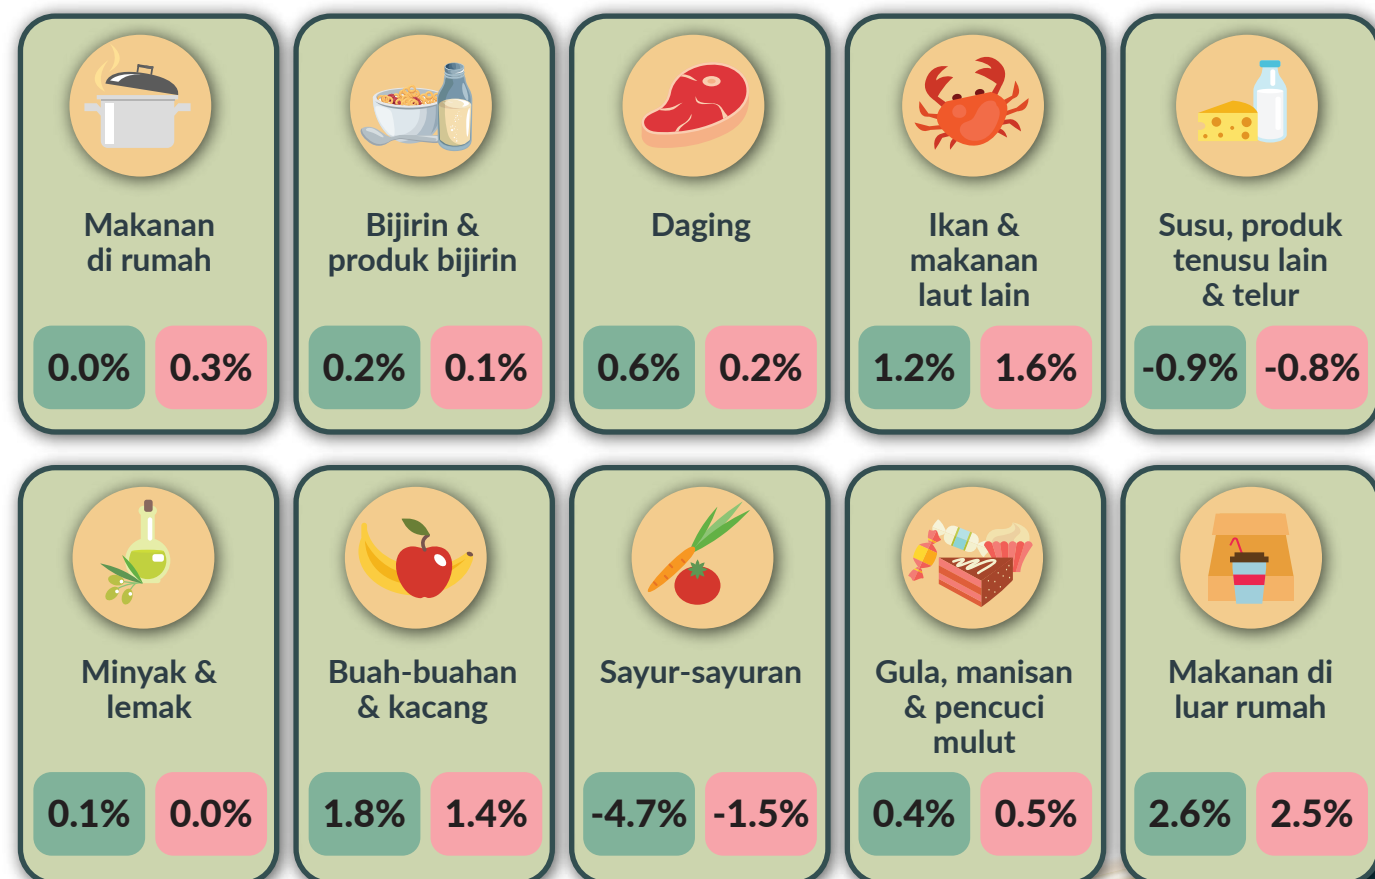 Makanan
di rumah
0.0% 0.3%
Bijirin &
produk bijirin
0.2% 0.1%
Daging
0.6% 0.2%
Ikan &
makanan
laut lain
1.2% 1.6%
Susu, produk
tenusu lain
& telur
-0.9% -0.8%
Minyak &
lemak
0.1% 0.0%
Buah-buahan
& kacang
1.8% 1.4%
Sayur-sayuran
-4.7% -1.5%
Gula, manisan
& pencuci
mulut
0.4% 0.5%
Makanan di
luar rumah
2.6% 2.5%